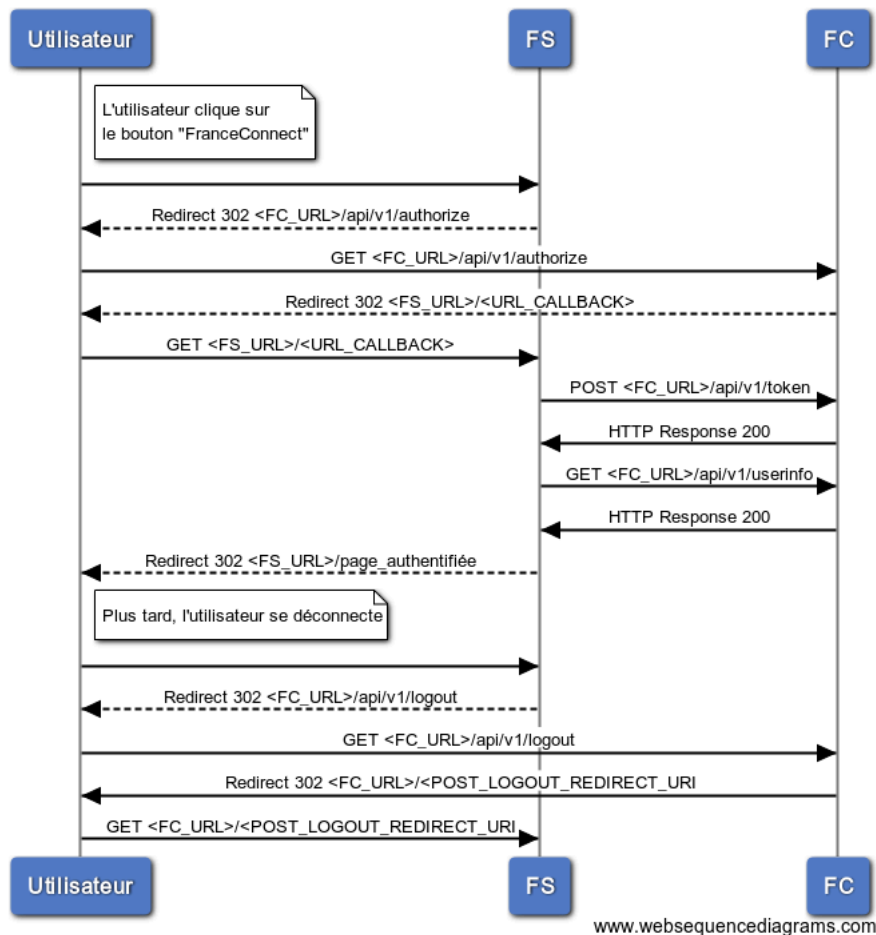 Utilisateur FS FC
L'utilisateur clique sur
le bouton "FranceConnect"
Redirect 302 <FC_URL>/api/v1/authorize
GET <FC_URL>/api/v1/authorize
Redirect 302 <FS_URL>/<URL_CALLBACK>
GET <FS_URL>/<URL_CALLBACK>
POST <FC_URL>/api/v1/token
HTTP Response 200
GET <FC_URL>/api/v1/userinfo
HTTP Response 200
Redirect 302 <FS_URL>/page_authentifiée
Plus tard, l'utilisateur se déconnecte
Redirect 302 <FC_URL>/api/v1/logout
GET <FC_URL>/api/v1/logout
Redirect 302 <FC_URL>/<POST_LOGOUT_REDIRECT_URI
GET <FC_URL>/<POST_LOGOUT_REDIRECT_URI
Utilisateur FS FC
www.websequencediagrams.com